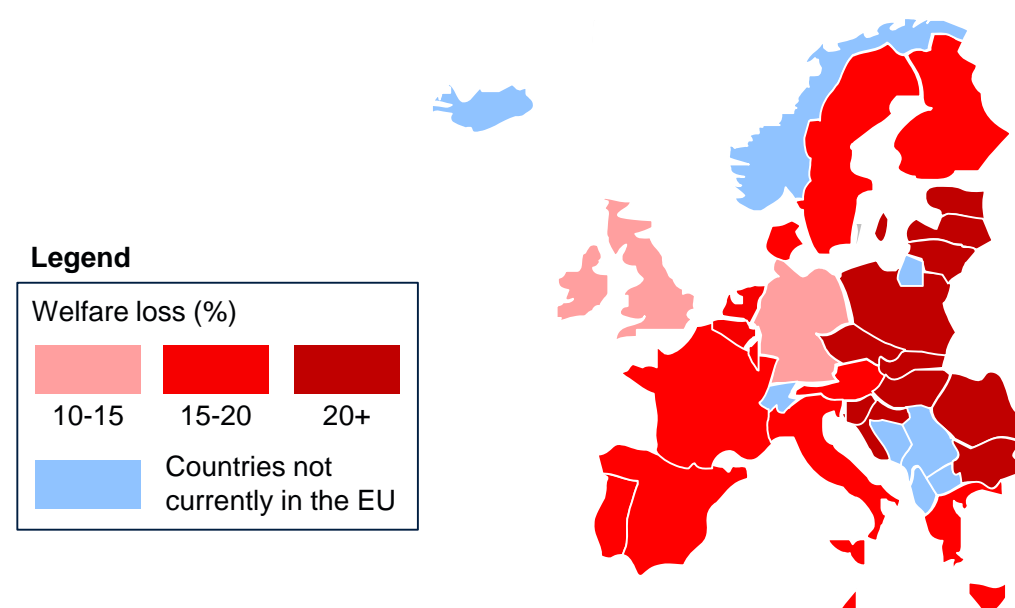 Legend
Welfare loss (%)
10-15 15-20 20+
Countries not
currently in the EU